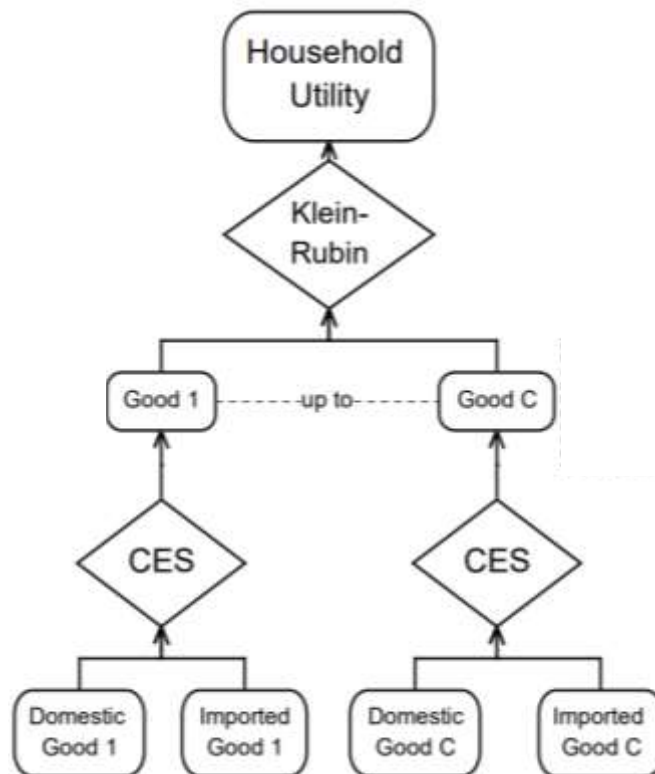 Household
Utility
Klein-
Rubin
Good 1
up to
Good C
CES
CES
Domestic
Good 1
Imported
Good 1
Domestic
Good C
Imported
Good C